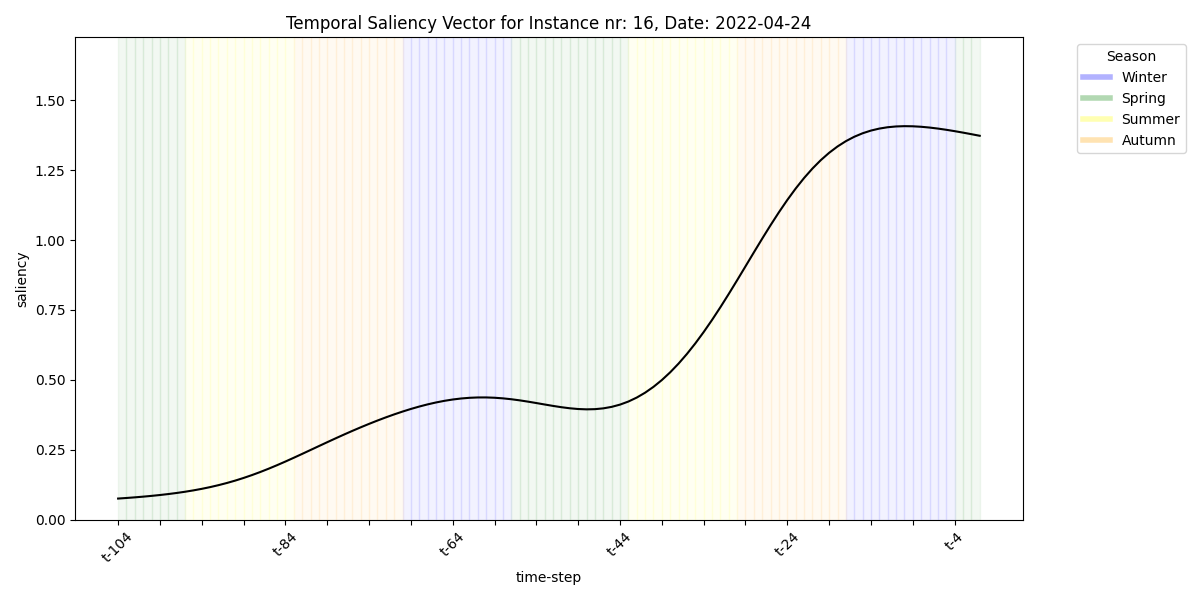 Temporal Saliency Vector for Instance nr: 16, Date: 2022-04-24
Season
Winter
Spring
Summer
Autumn
saliency
1.50
1.25
1.00
0.75
0.50
0.25
0.00
t-104
t-84
t-64
t-44
t-24
t-4
time-step